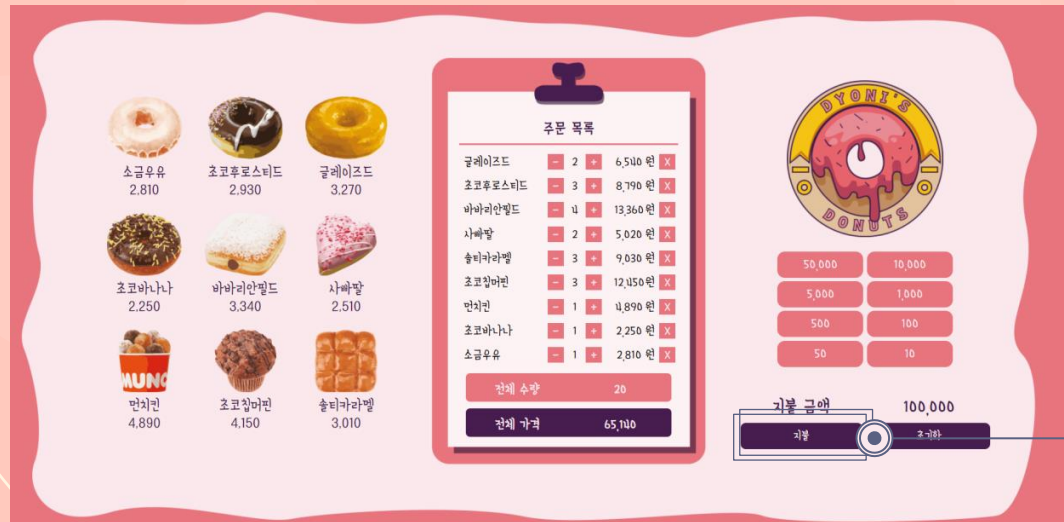 소금우유
2,810
초코후로스티드
2,930
글레이즈드
3,270
초코바나나
2,250
바바리안필드
3,340
사빠딸
2,510
MUNC
먼치킨
4,890
초코칩머핀
4,150
솔티카라멜
3,010
주문 목록
글레이즈드 - 2 + 6,540 원 X
초코후로스티드 - 3 + 8,790 원 X
바바리안필드 - 4 + 13,360 원 X
사빠딸 - 2 + 5,020 원 X
솔티카라멜 - 3 + 9,030 원 X
초코칩머핀 - 3 + 12,450 원 X
먼치킨 - 1 + 4,890 원 X
초코바나나 - 1 + 2,250 원 X
소금우유 - 1 + 2,810 원 X
전체 수량 20
전체 가격 65,140
DYONI'S
DONUTS
50,000 10,000
5,000 1,000
500 100
50 10
지불 금액 100,000
지불 초기화